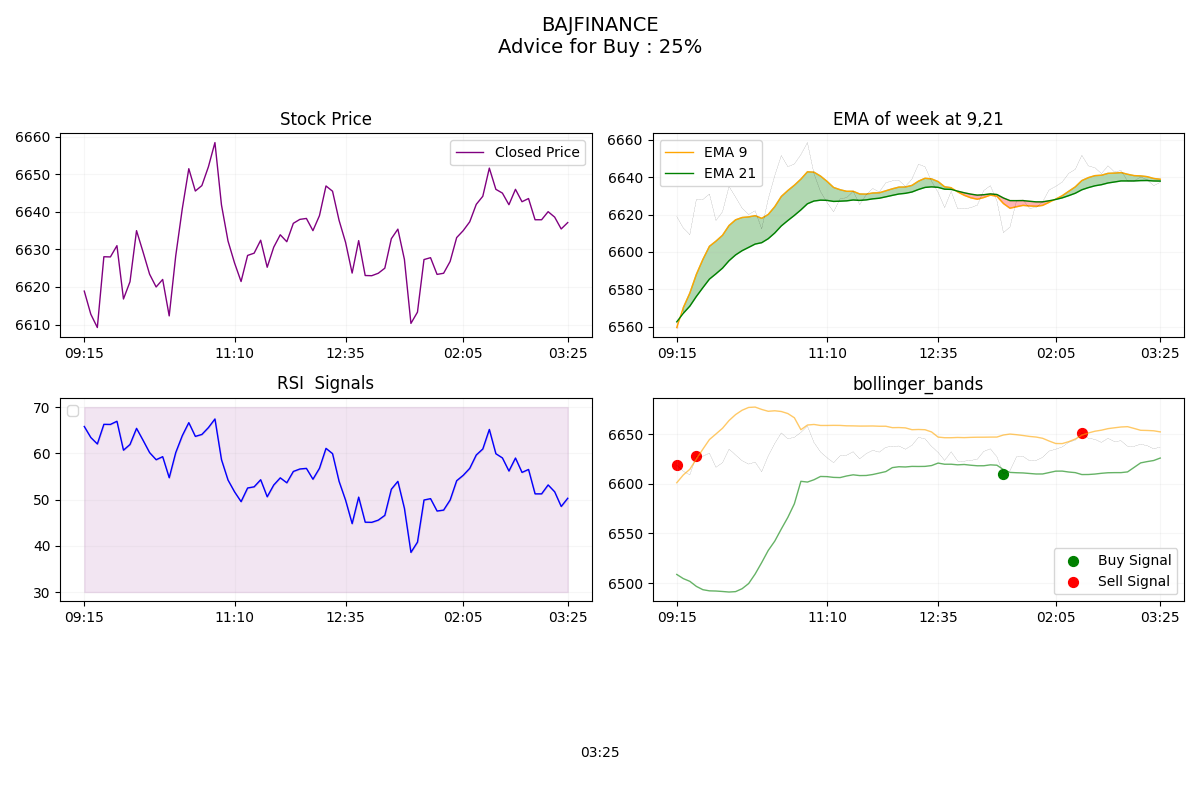 BAJFINANCE
Advice for Buy : 25%
Stock Price
6660
6650
6640
6630
6620
6610
Closed Price
09:15 11:10 12:35 02:05 03:25
EMA of week at 9,21
6660
6640
6620
6600
6580
6560
EMA 9
EMA 21
09:15 11:10 12:35 02:05 03:25
RSI  Signals
70
60
50
40
30
09:15 11:10 12:35 02:05 03:25
bollinger_bands
6650
6600
6550
6500
Buy Signal
Sell Signal
09:15 11:10 12:35 02:05 03:25
03:25